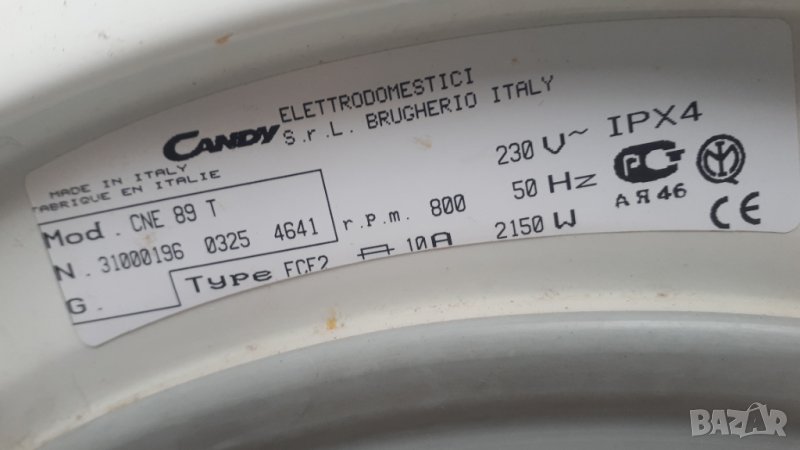 CANDY ELETTRODOMESTICI
S.r.L. BRUGHERIO ITALY
MADE IN ITALY
FABRIQUE EN ITALIE
Mod. CNE 89 T
N. 31000196 0325 4641
G.
Type FCF2
r.p.m. 800
10A
230 V~
50 Hz
2150 W
IPX4
РСТ
АЯ46
CE
BAZAR